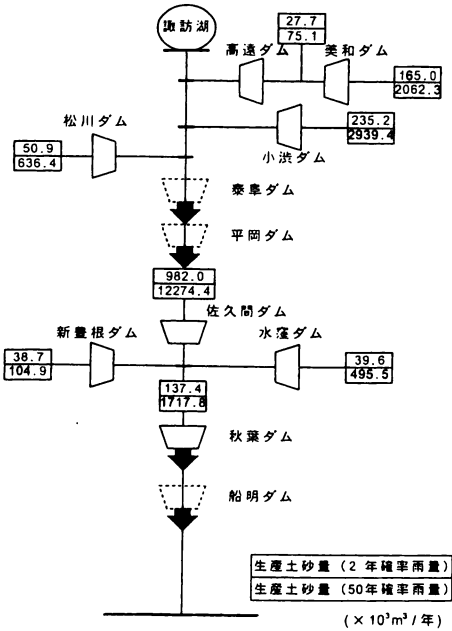 諏訪湖
27.7
75.1
高遠ダム
美和ダム
165.0
2062.3
松川ダム
235.2
2939.4
小渋ダム
50.9
636.4
泰阜ダム
平岡ダム
982.0
12274.4
佐久間ダム
新豊根ダム
水窪ダム
38.7
104.9
39.6
495.5
137.4
1717.8
秋葉ダム
船明ダム
生産土砂量(2年確率雨量)
生産土砂量(50年確率雨量)
(×10³m³/年)